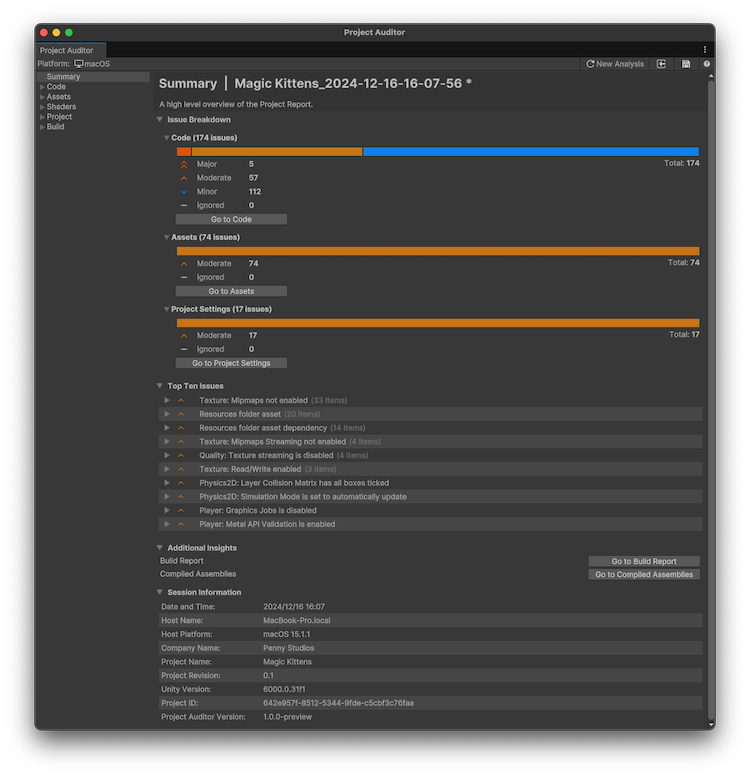 Project Auditor
Project Auditor
Platform: macOS
New Analysis
Summary
Code
Assets
Shaders
Project
Build
Summary | Magic Kittens_2024-12-16-16-07-56 *
A high level overview of the Project Report.
Issue Breakdown
Code (174 issues)
Major 5 Total: 174
Moderate 57
Minor 112
Ignored 0
Go to Code
Assets (74 issues)
Moderate 74 Total: 74
Ignored 0
Go to Assets
Project Settings (17 issues)
Moderate 17 Total: 17
Ignored 0
Go to Project Settings
Top Ten Issues
Texture: Mipmaps not enabled (33 Items)
Resources folder asset (20 Items)
Resources folder asset dependency (14 Items)
Texture: Mipmaps Streaming not enabled (4 Items)
Quality: Texture streaming is disabled (4 Items)
Texture: Read/Write enabled (3 Items)
Physics2D: Layer Collision Matrix has all boxes ticked
Physics2D: Simulation Mode is set to automatically update
Player: Graphics Jobs is disabled
Player: Metal API Validation is enabled
Additional Insights
Build Report Go to Build Report
Compiled Assemblies Go to Compiled Assemblies
Session Information
Date and Time: 2024/12/16 16:07
Host Name: MacBook-Pro.local
Host Platform: macOS 15.1.1
Company Name: Penny Studios
Project Name: Magic Kittens
Project Revision: 0.1
Unity Version: 6000.0.31f1
Project ID: 642e957f-8512-5344-9fde-c5cbf3c76faa
Project Auditor Version: 1.0.0-preview